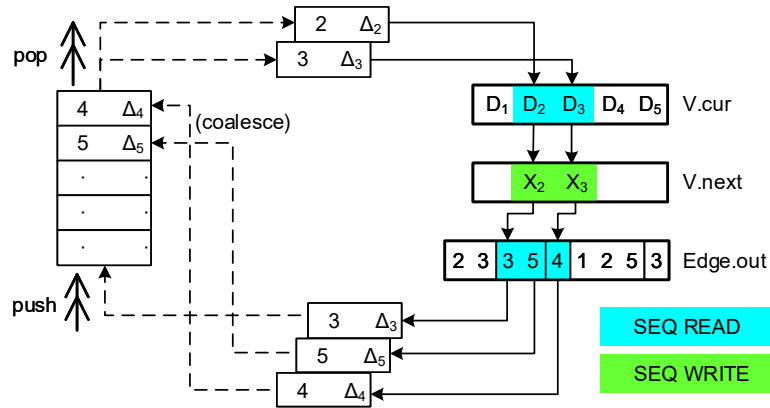 2 Δ₂
pop
3 Δ₃
4 Δ₄
(coalesce)
5 Δ₅
. .
. .
. .
push
D₁ D₂ D₃ D₄ D₅ V.cur
X₂ X₃ V.next
2 3 3 5 4 1 2 5 3 Edge.out
3 Δ₃
5 Δ₅
4 Δ₄
SEQ READ
SEQ WRITE